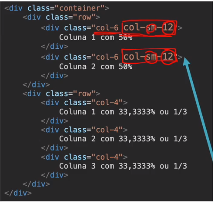 <div class="container">
<div class="row">
<div class="col-6 col-sm-12">
Coluna 1 com 50%
</div>
<div class="col-6 col-sm-12">
Coluna 2 com 50%
</div>
</div>
<div class="row">
<div class="col-4">
Coluna 1 com 33,3333% ou 1/3
</div>
<div class="col-4">
Coluna 2 com 33,3333% ou 1/3
</div>
<div class="col-4">
Coluna 3 com 33,3333% ou 1/3
</div>
</div>
</div>